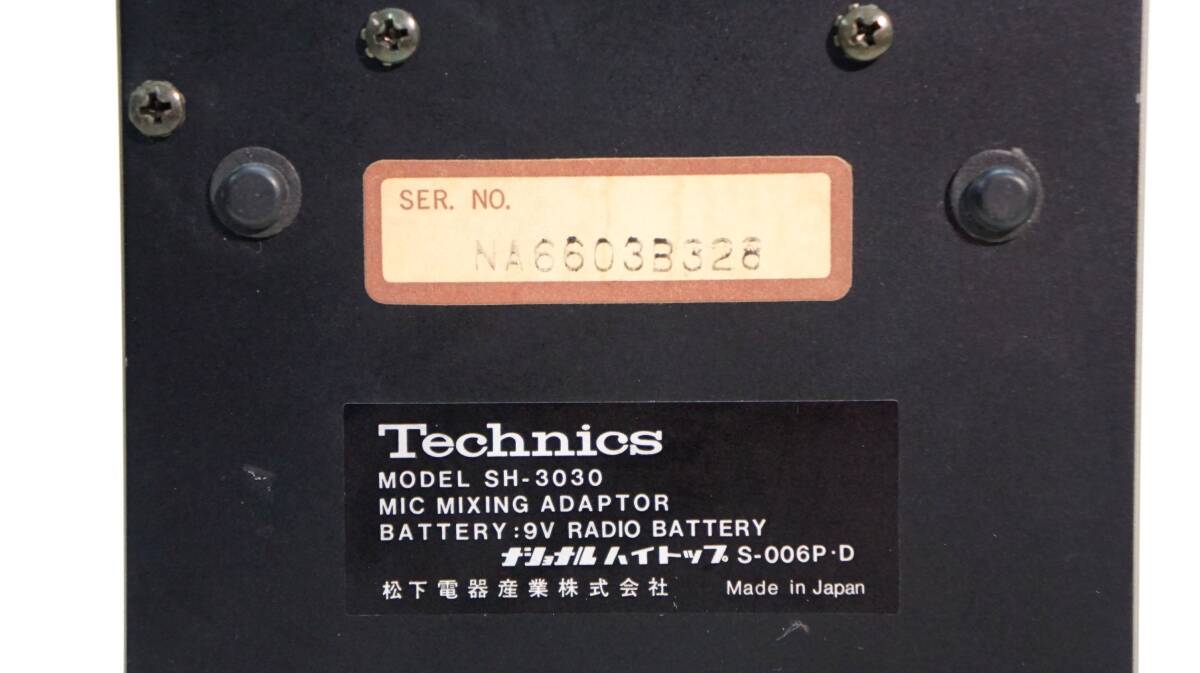 SER. NO.
NA6603B328
Technics
MODEL SH-3030
MIC MIXING ADAPTOR
BATTERY:9V RADIO BATTERY
ナショナル ハイトップ S-006P·D
松下電器産業株式会社 Made in Japan